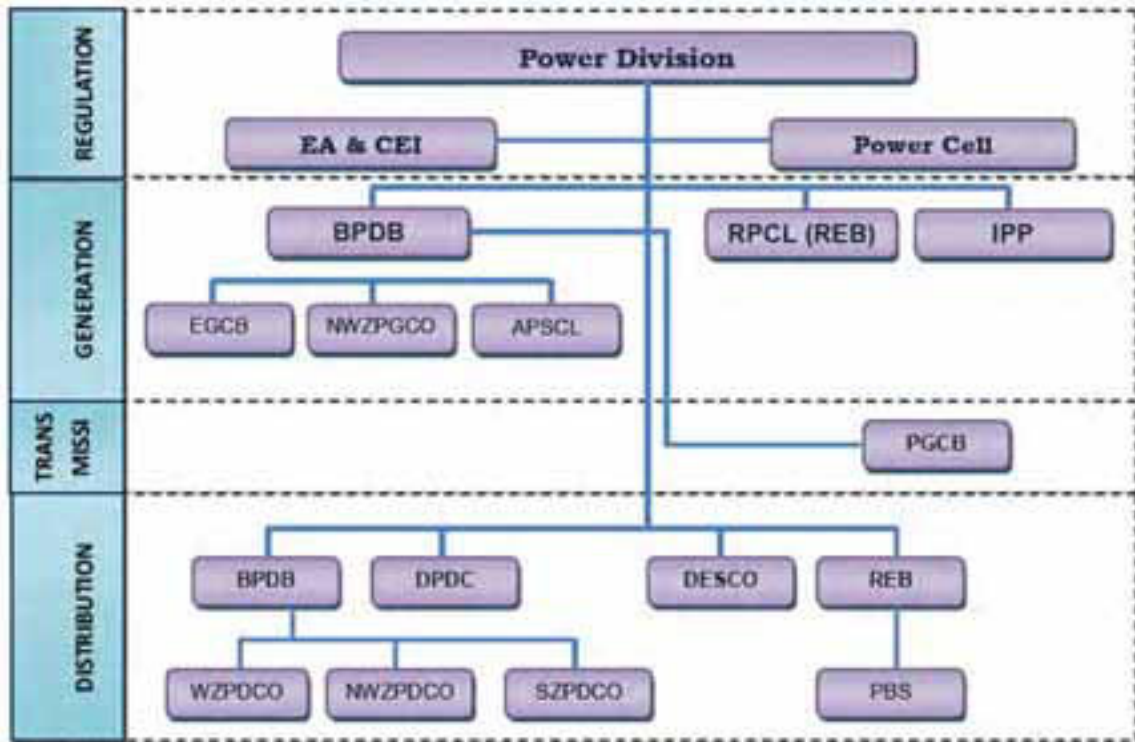 REGULATION
Power Division
EA & CEI
Power Cell
GENERATION
BPDB
RPCL (REB)
IPP
EGCB
NWZPGCO
APSCL
TRANS
MISSI
PGCB
DISTRIBUTION
BPDB
DPDC
DESCO
REB
WZPDCO
NWZPDCO
SZPDCO
PBS